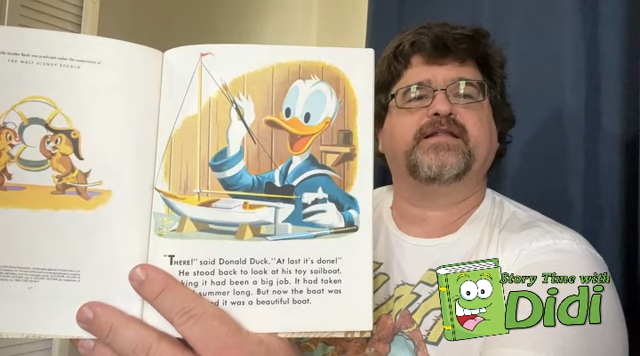 THE WALT DISNEY STUDIO
"THERE!" said Donald Duck. "At last it's done!"
He stood back to look at his toy sailboat.
king it had been a big job. It had taken
summer long. But now the boat was
it was a beautiful boat.
Story Time with
Didi